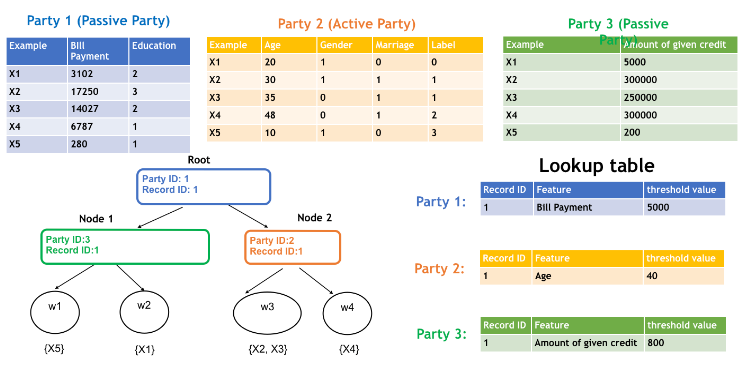 Party 1 (Passive Party)
Example Bill Payment Education
X1 3102 2
X2 17250 3
X3 14027 2
X4 6787 1
X5 280 1
Party 2 (Active Party)
Example Age Gender Marriage Label
X1 20 1 0 0
X2 30 1 1 1
X3 35 0 1 1
X4 48 0 1 2
X5 10 1 0 3
Party 3 (Passive Party)
Example Amount of given credit
X1 5000
X2 300000
X3 250000
X4 300000
X5 200
Root
Party ID: 1
Record ID: 1
Node 1
Party ID:3
Record ID:1
Node 2
Party ID:2
Record ID:1
w1 w2 w3 w4
{X5} {X1} {X2, X3} {X4}
Lookup table
Party 1:
Record ID Feature threshold value
1 Bill Payment 5000
Party 2:
Record ID Feature threshold value
1 Age 40
Party 3:
Record ID Feature threshold value
1 Amount of given credit 800